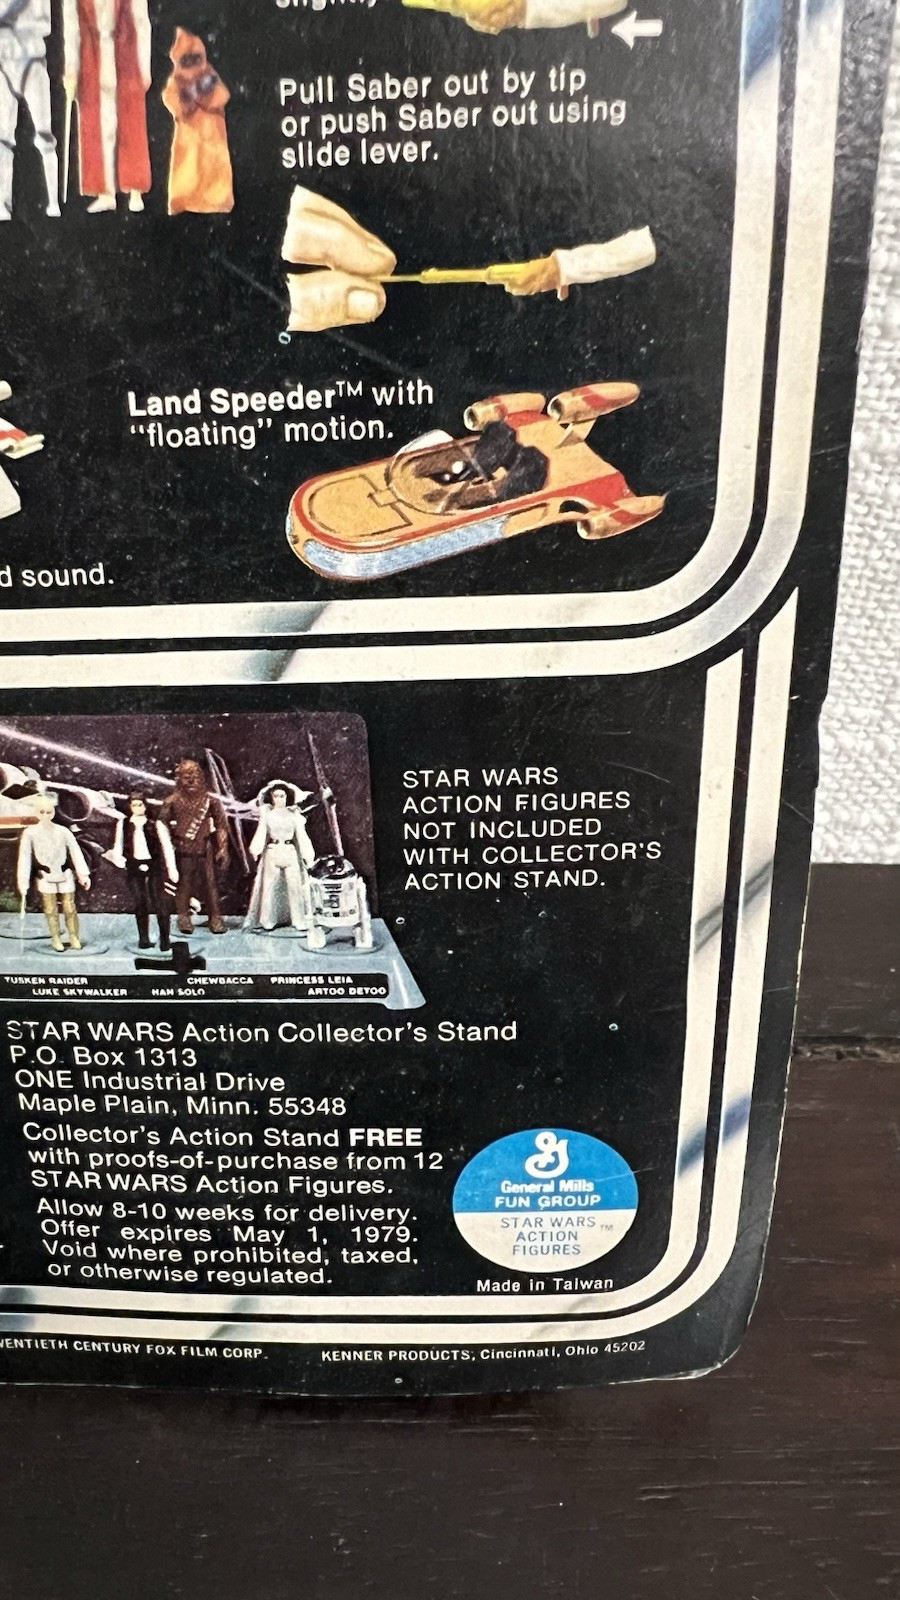 Pull Saber out by tip
or push Saber out using
slide lever.
Land Speeder™ with
"floating" motion.
d sound.
STAR WARS
ACTION FIGURES
NOT INCLUDED
WITH COLLECTOR'S
ACTION STAND.
TUSKEN RAIDER CHEWBACCA PRINCESS LEIA
LUKE SKYWALKER HAN SOLO ARTOO DETOO
STAR WARS Action Collector's Stand
P.O. Box 1313
ONE Industrial Drive
Maple Plain, Minn. 55348
Collector's Action Stand FREE
with proofs-of-purchase from 12
STAR WARS Action Figures.
Allow 8-10 weeks for delivery.
Offer expires May 1, 1979.
Void where prohibited, taxed,
or otherwise regulated.
G
General Mills
FUN GROUP
STAR WARS™
ACTION
FIGURES
Made in Taiwan
WENTIETH CENTURY FOX FILM CORP. KENNER PRODUCTS, Cincinnati, Ohio 45202